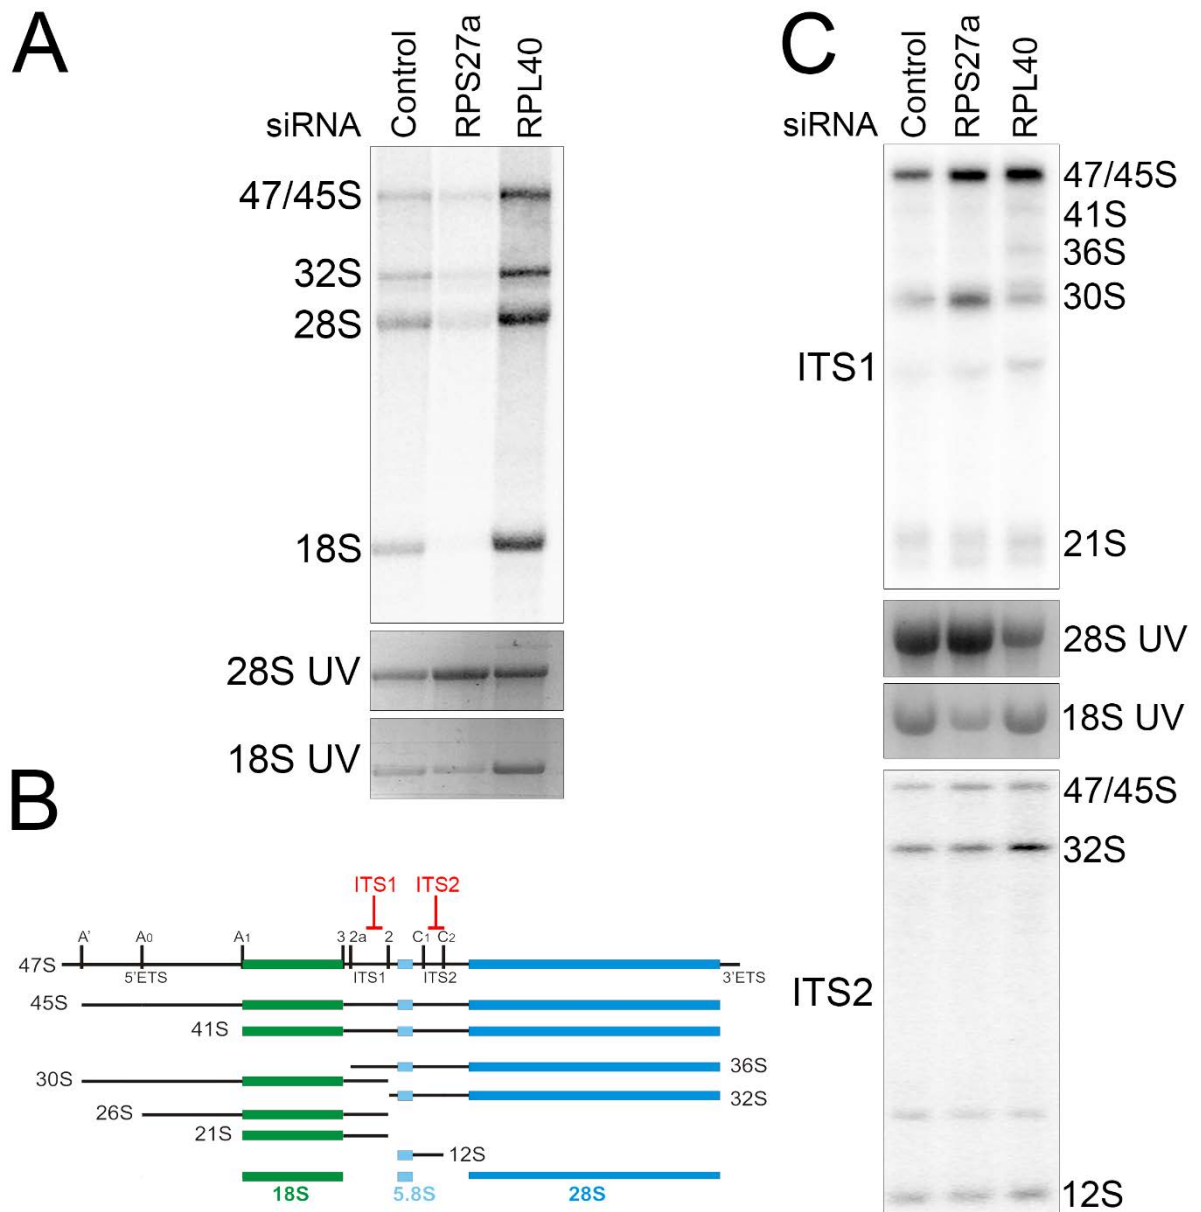 A
siRNA
Control
RPS27a
RPL40
47/45S
32S
28S
18S
28S UV
18S UV
B
ITS1 ITS2
A' A0 A1 3 2a 2 C1 C2
47S 5'ETS ITS1 ITS2 3'ETS
45S
41S
36S
30S
32S
26S
21S
12S
18S 5.8S 28S
C
siRNA
Control
RPS27a
RPL40
47/45S
41S
36S
30S
ITS1
21S
28S UV
18S UV
47/45S
32S
ITS2
12S